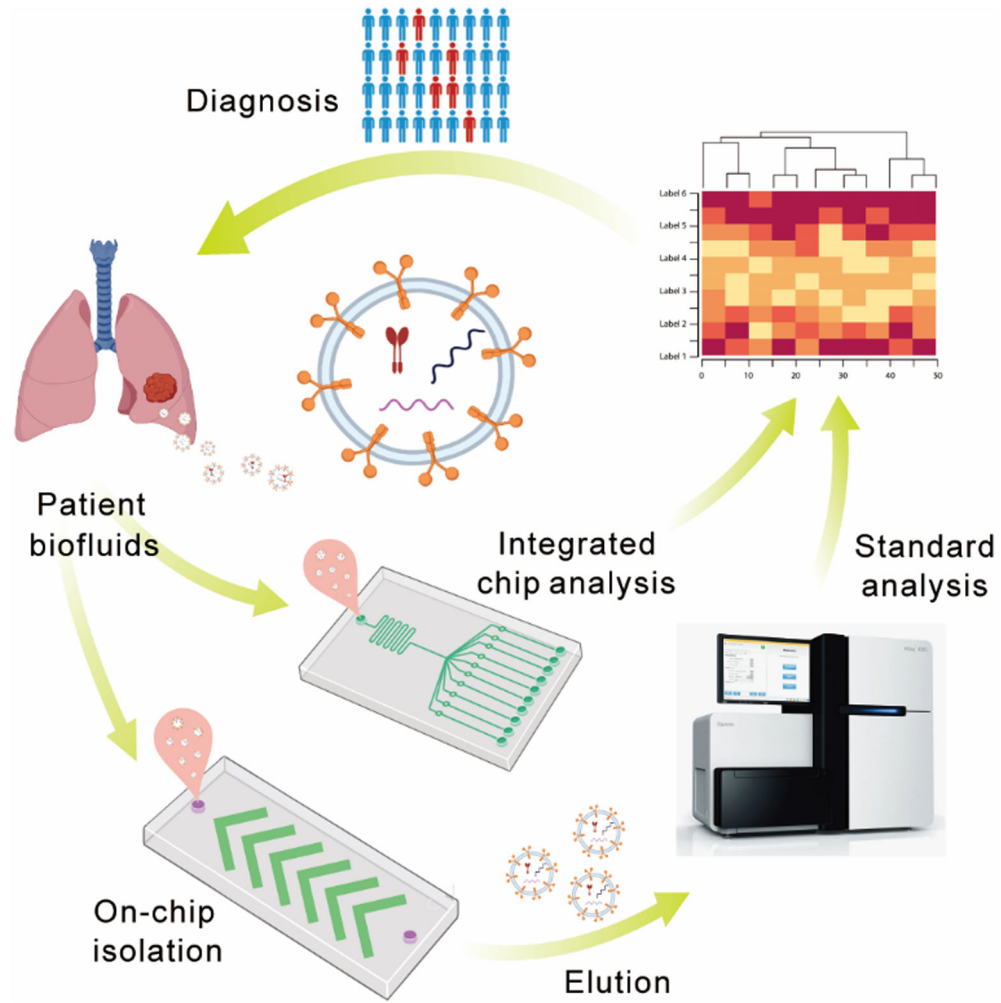 Diagnosis
Label 6
Label 5
Label 4
Label 3
Label 2
Label 1
0
10
20
30
40
50
Patient
biofluids
Integrated
chip analysis
Standard
analysis
On-chip
isolation
Elution